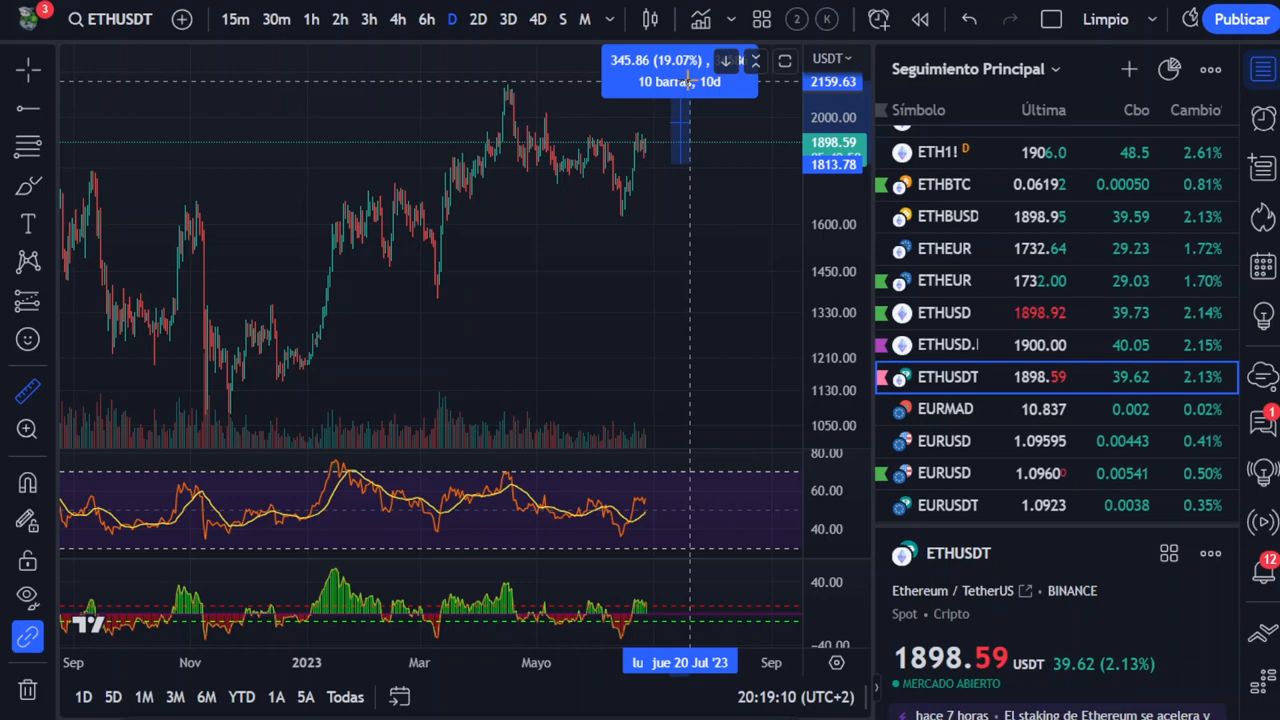 3
ETHUSDT
15m 30m 1h 2h 3h 4h 6h D 2D 3D 4D S M
2 K
Limpio
Publicar
345.86 (19.07%) ,
10 barras, 10d
USDT
2159.63
2000.00
1898.59
1813.78
1600.00
1450.00
1330.00
1210.00
1130.00
1050.00
80.00
60.00
40.00
40.00
−40.00
Sep Nov 2023 Mar Mayo lu jue 20 Jul '23 Sep
1D 5D 1M 3M 6M YTD 1A 5A Todas
20:19:10 (UTC+2)
Seguimiento Principal
Símbolo Última Cbo Cambio
ETH1! D 1906.0 48.5 2.61%
ETHBTC 0.06192 0.00050 0.81%
ETHBUSD 1898.95 39.59 2.13%
ETHEUR 1732.64 29.23 1.72%
ETHEUR 1732.00 29.03 1.70%
ETHUSD 1898.92 39.73 2.14%
ETHUSD. 1900.00 40.05 2.15%
ETHUSDT 1898.59 39.62 2.13%
EURMAD 10.837 0.002 0.02%
EURUSD 1.09595 0.00443 0.41%
EURUSD 1.09600 0.00541 0.50%
EURUSDT 1.0923 0.0038 0.35%
ETHUSDT
Ethereum / TetherUS • BINANCE
Spot • Cripto
1898.59 USDT 39.62 (2.13%)
MERCADO ABIERTO
hace 7 horas • El staking de Ethereum se acelera y
1
12